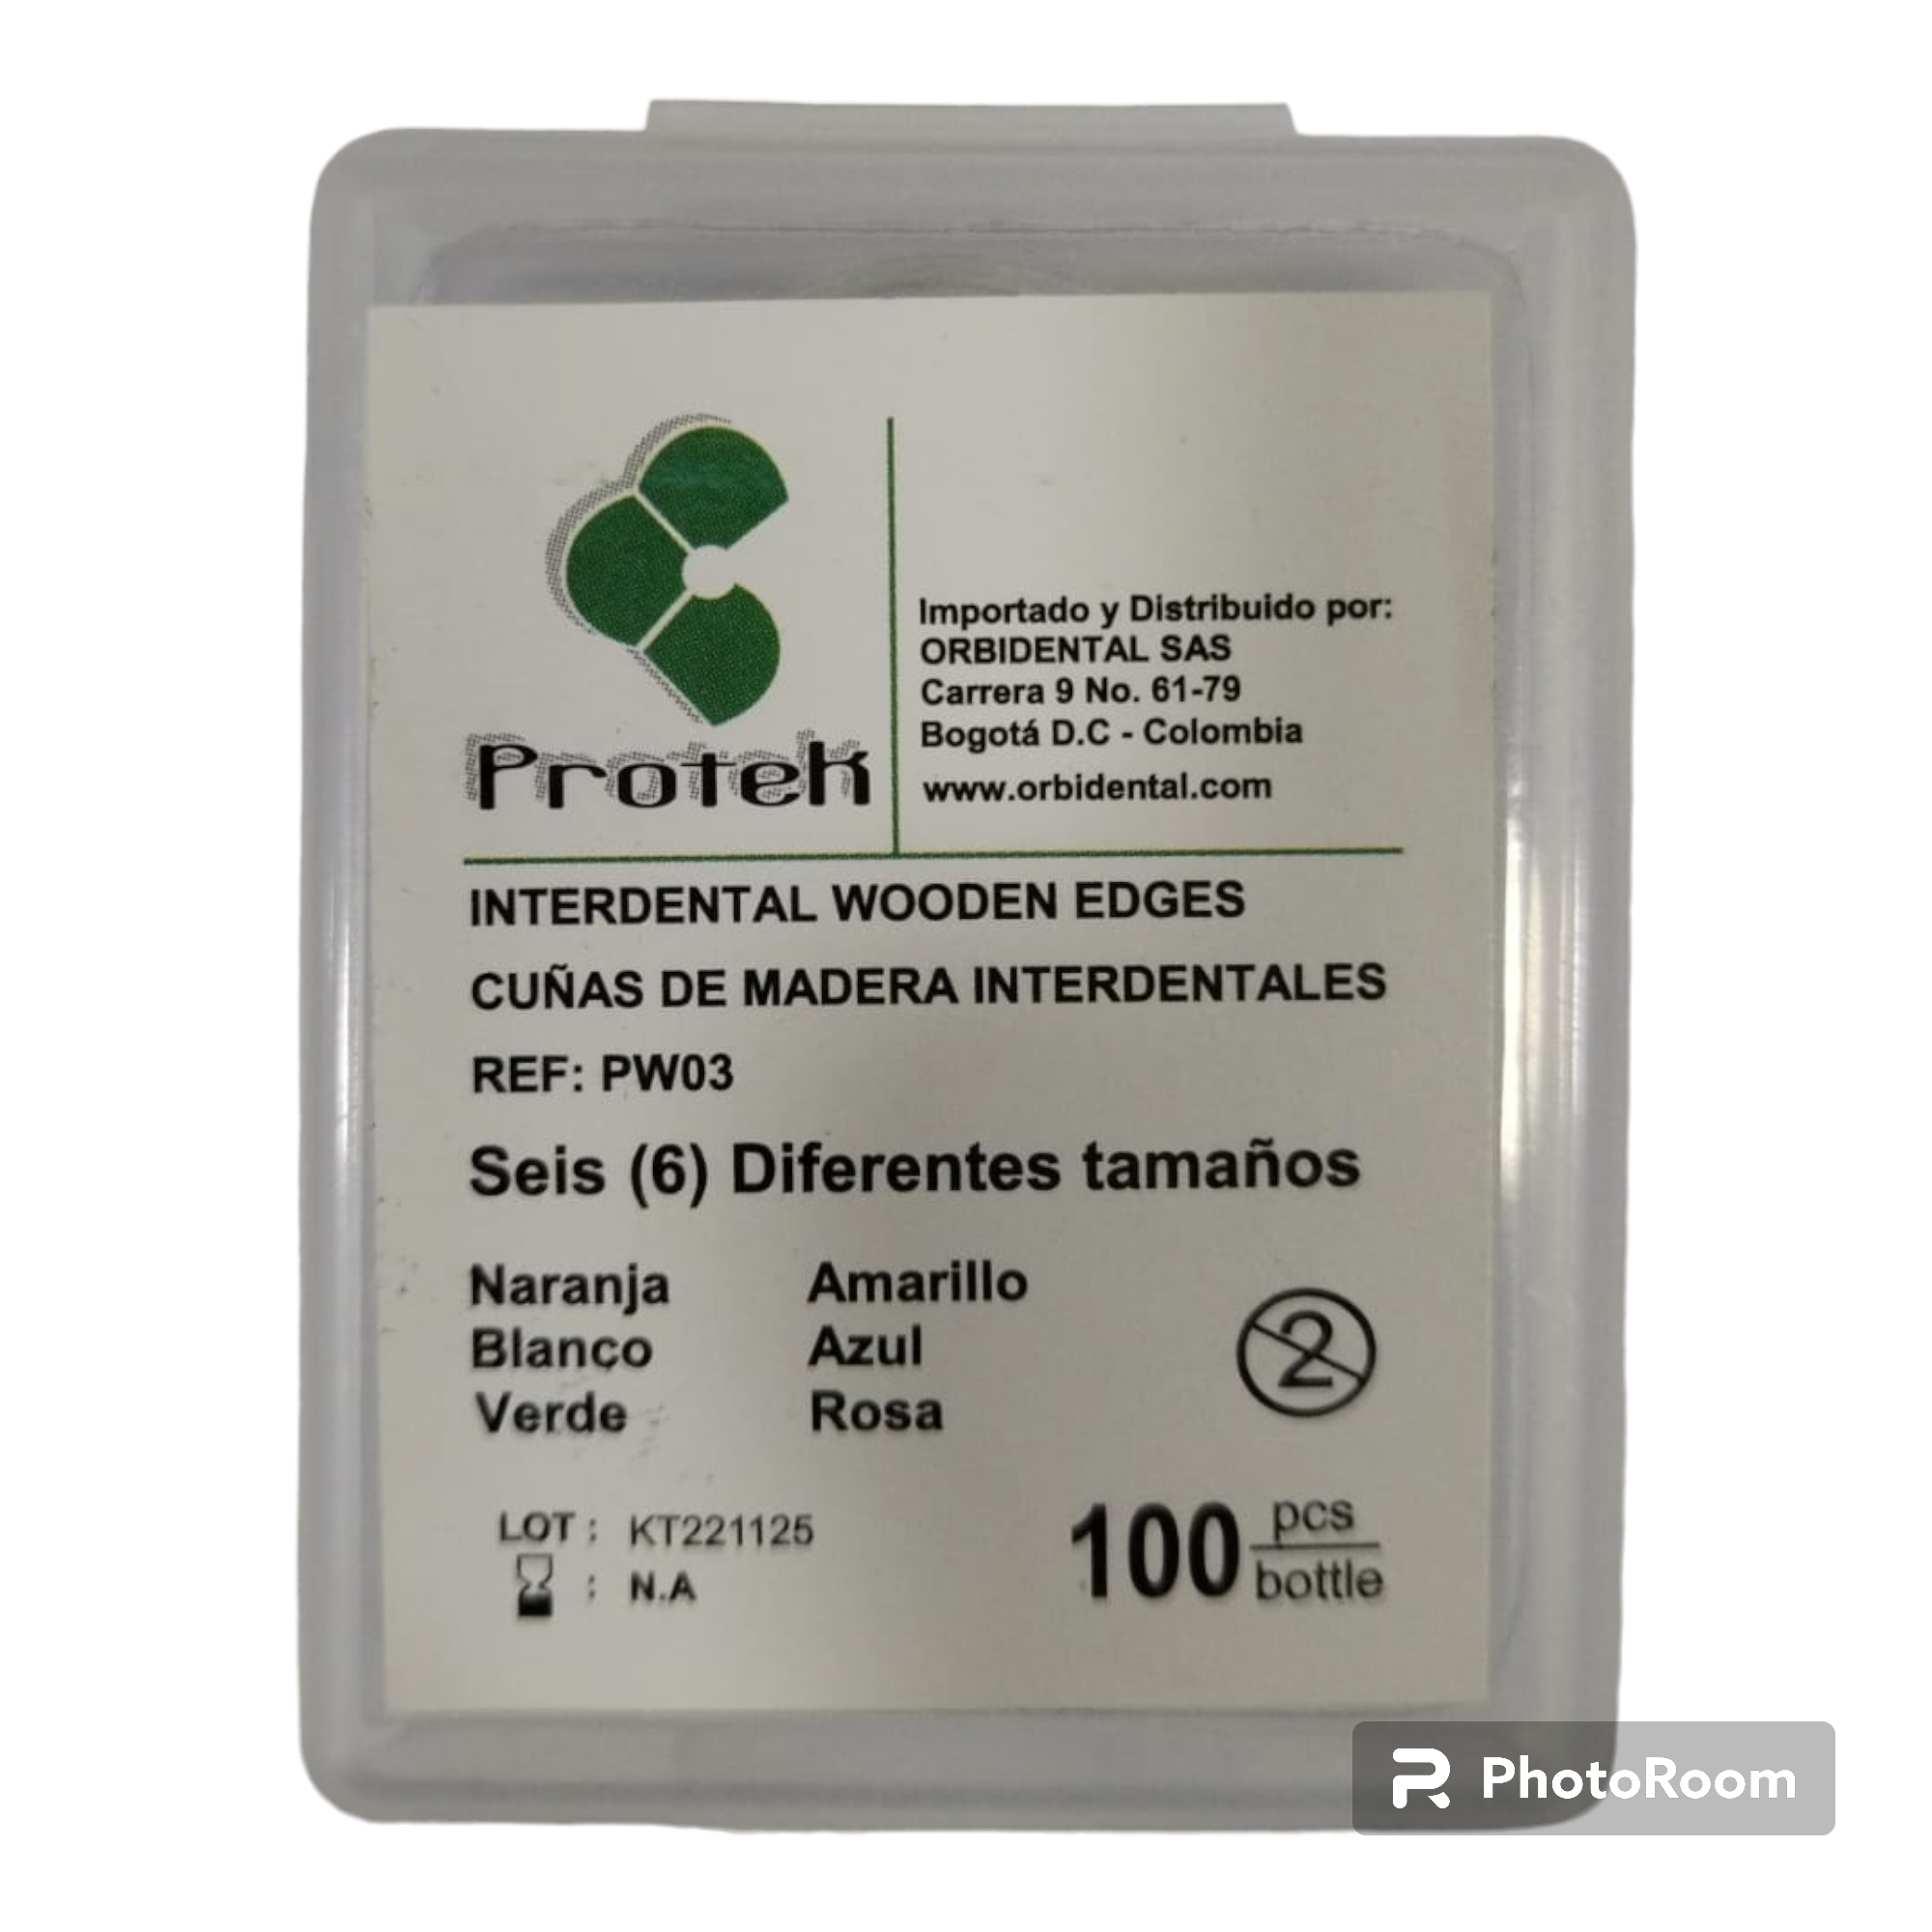 Protek
Importado y Distribuido por:
ORBIDENTAL SAS
Carrera 9 No. 61-79
Bogotá D.C - Colombia
www.orbidental.com
INTERDENTAL WOODEN EDGES
CUÑAS DE MADERA INTERDENTALES
REF: PW03
Seis (6) Diferentes tamaños
Naranja Amarillo
Blanco Azul
Verde Rosa
2
LOT : KT221125
: N.A
100 pcs
bottle
PhotoRoom